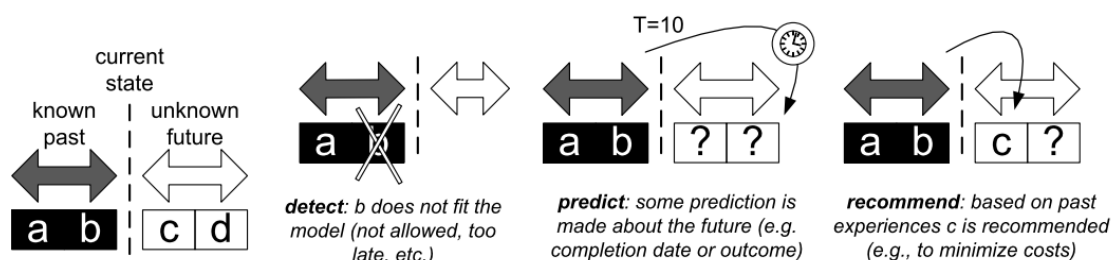 current
state
known
past
unknown
future
a b
c d
a b
detect: b does not fit the
model (not allowed, too
late, etc.)
T=10
a b
? ?
predict: some prediction is
made about the future (e.g.
completion date or outcome)
a b
c ?
recommend: based on past
experiences c is recommended
(e.g., to minimize costs)